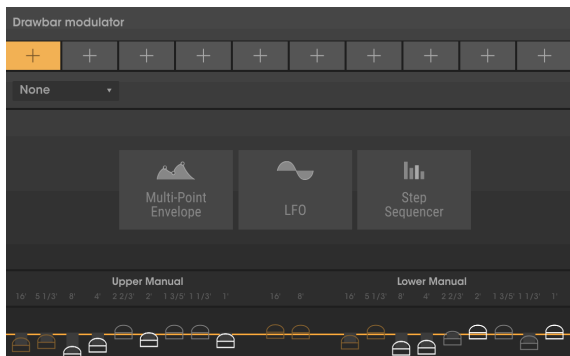 Drawbar modulator
+ + + + + + + + + +
None
Multi-Point
Envelope
LFO
Step
Sequencer
Upper Manual Lower Manual
16' 5 1/3' 8' 4' 2 2/3' 2' 1 3/5' 1 1/3' 1' 16' 8' 16' 5 1/3' 8' 4' 2 2/3' 2' 1 3/5' 1 1/3' 1'